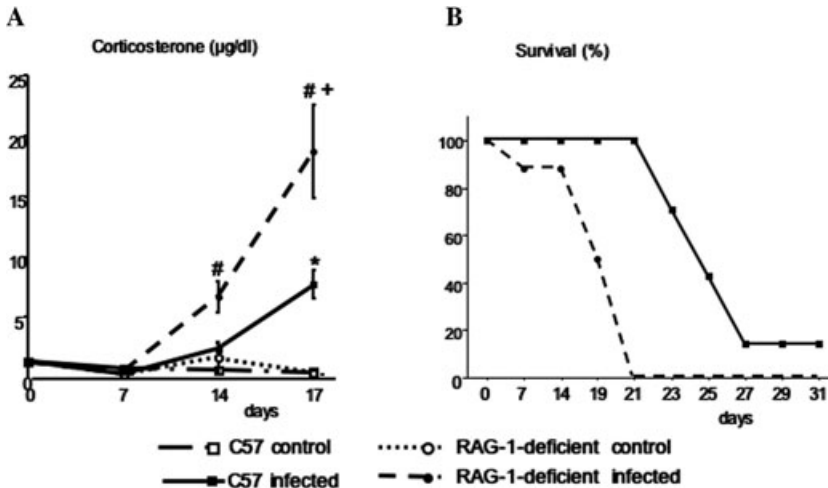 A
Corticosterone (µg/dl)
25
20
15
10
5
0
# +
#
*
0 7 14 17
days
B
Survival (%)
100
80
60
40
20
0
0 7 14 19 21 23 25 27 29 31
days
C57 control
RAG-1-deficient control
C57 infected
RAG-1-deficient infected